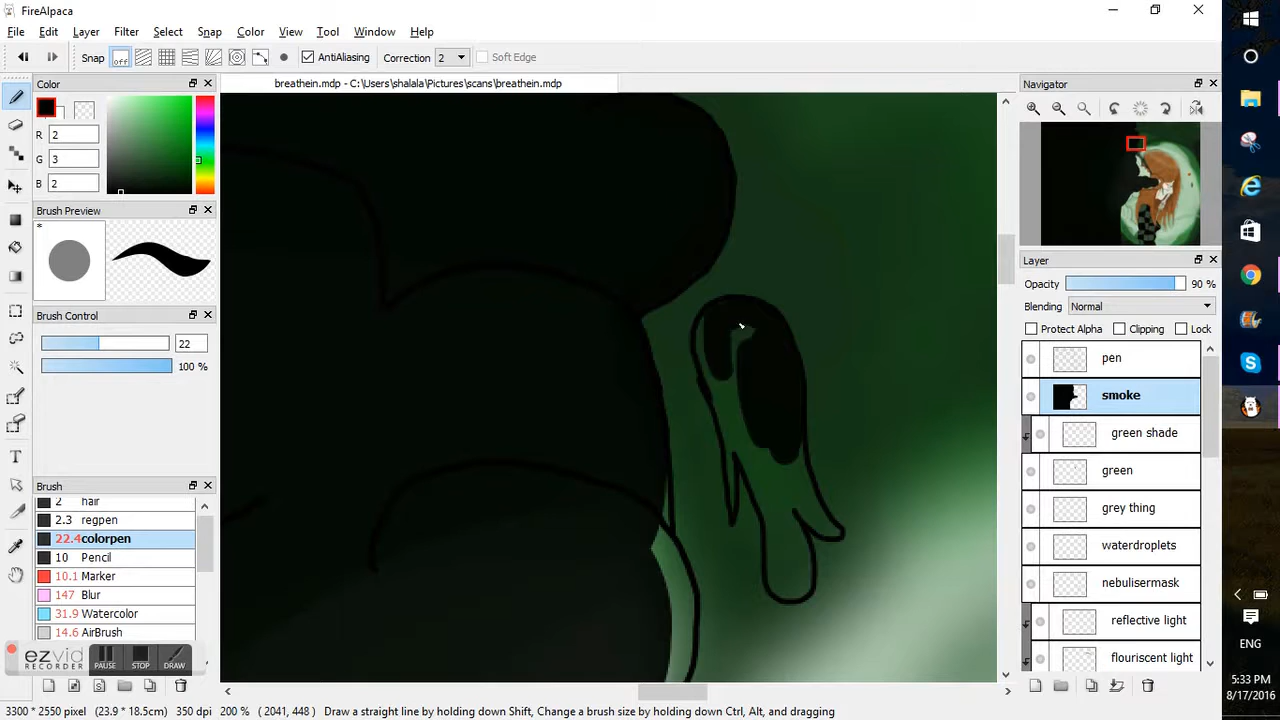 FireAlpaca
File Edit View Layer Filter Select Snap Color View Tool Window Help
Snap off AntiAliasing Correction 2 Soft Edge
Color
breathein.mdp - C:\Users\shalala\Pictures\scans\breathein.mdp
Navigator
R 2
G 3
B 2
Brush Preview
*
Layer
Opacity 90 %
Blending Normal
Protect Alpha Clipping Lock
Brush Control
22
100 %
pen
smoke
green shade
green
grey thing
waterdroplets
nebulisermask
reflective light
flouriscent light
Brush
2 hair
2.3 regpen
22.4 colorpen
10 Pencil
10.1 Marker
147 Blur
31.9 Watercolor
14.6 AirBrush
ezvid
RECORDER
PAUSE STOP DRAW
ENG
5:33 PM
8/17/2016
3300 * 2550 pixel (23.9 * 18.5cm) 350 dpi 200 % ( 2041, 448 ) Draw a straight line by holding down Shift, Change a brush size by holding down Ctrl, Alt, and dragging